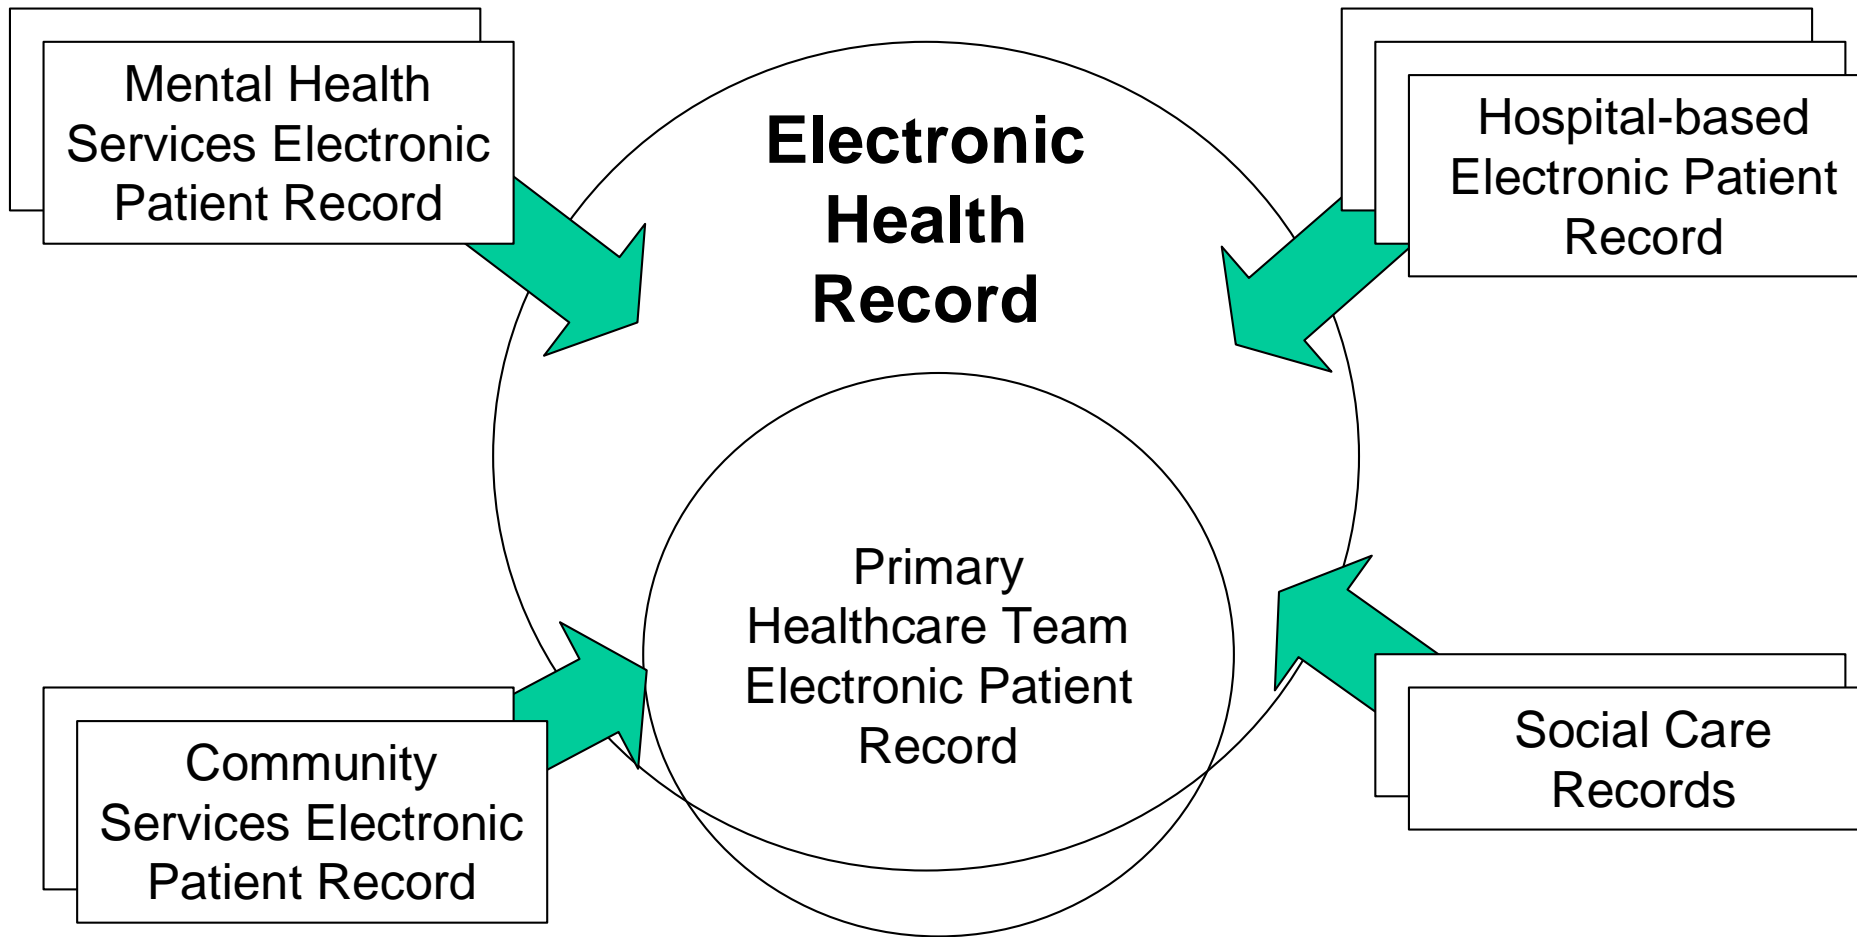 Mental Health
Services Electronic
Patient Record
Electronic
Health
Record
Hospital-based
Electronic Patient
Record
Primary
Healthcare Team
Electronic Patient
Record
Community
Services Electronic
Patient Record
Social Care
Records